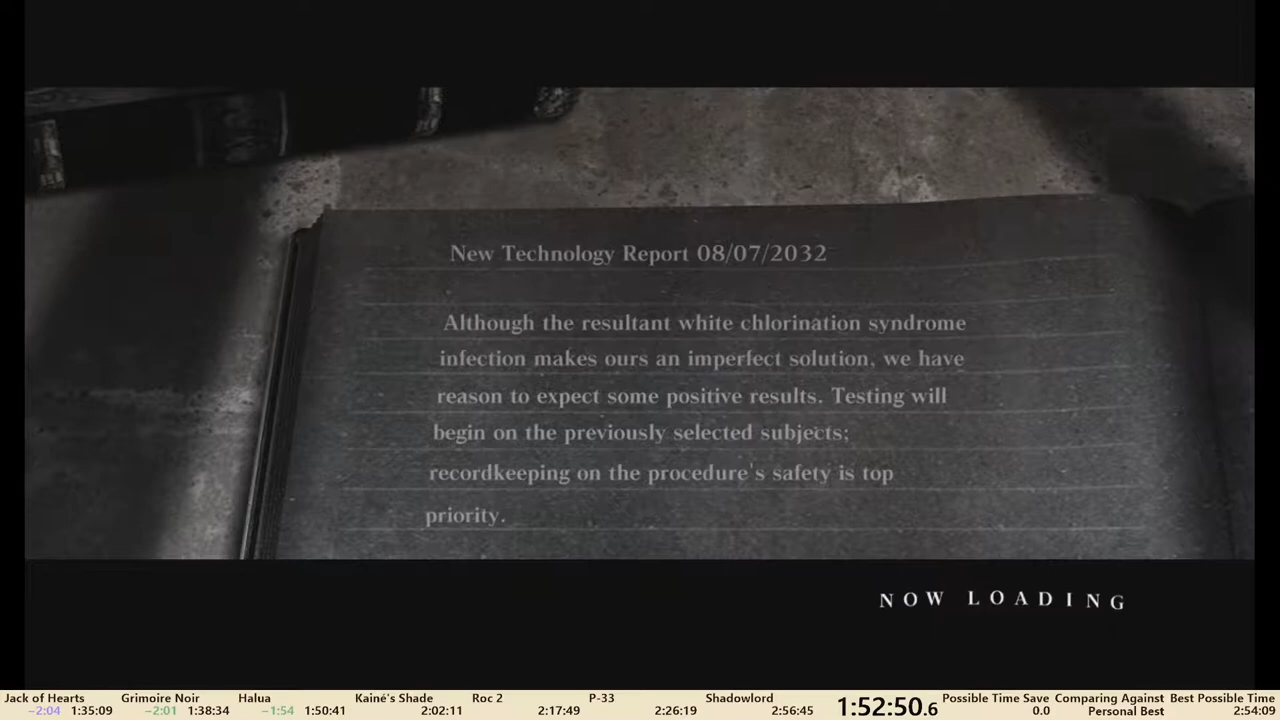 New Technology Report 08/07/2032
Although the resultant white chlorination syndrome
infection makes ours an imperfect solution, we have
reason to expect some positive results. Testing will
begin on the previously selected subjects;
recordkeeping on the procedure's safety is top
priority.
NOW LOADING
Jack of Hearts Grimoire Noir Halua Kainé's Shade Roc 2 P-33 Shadowlord 1:52:50.6 Possible Time Save Comparing Against Best Possible Time
−2:04 1:35:09 −2:01 1:38:34 −1:54 1:50:41 2:02:11 2:17:49 2:26:19 2:56:45 0.0 Personal Best 2:54:09